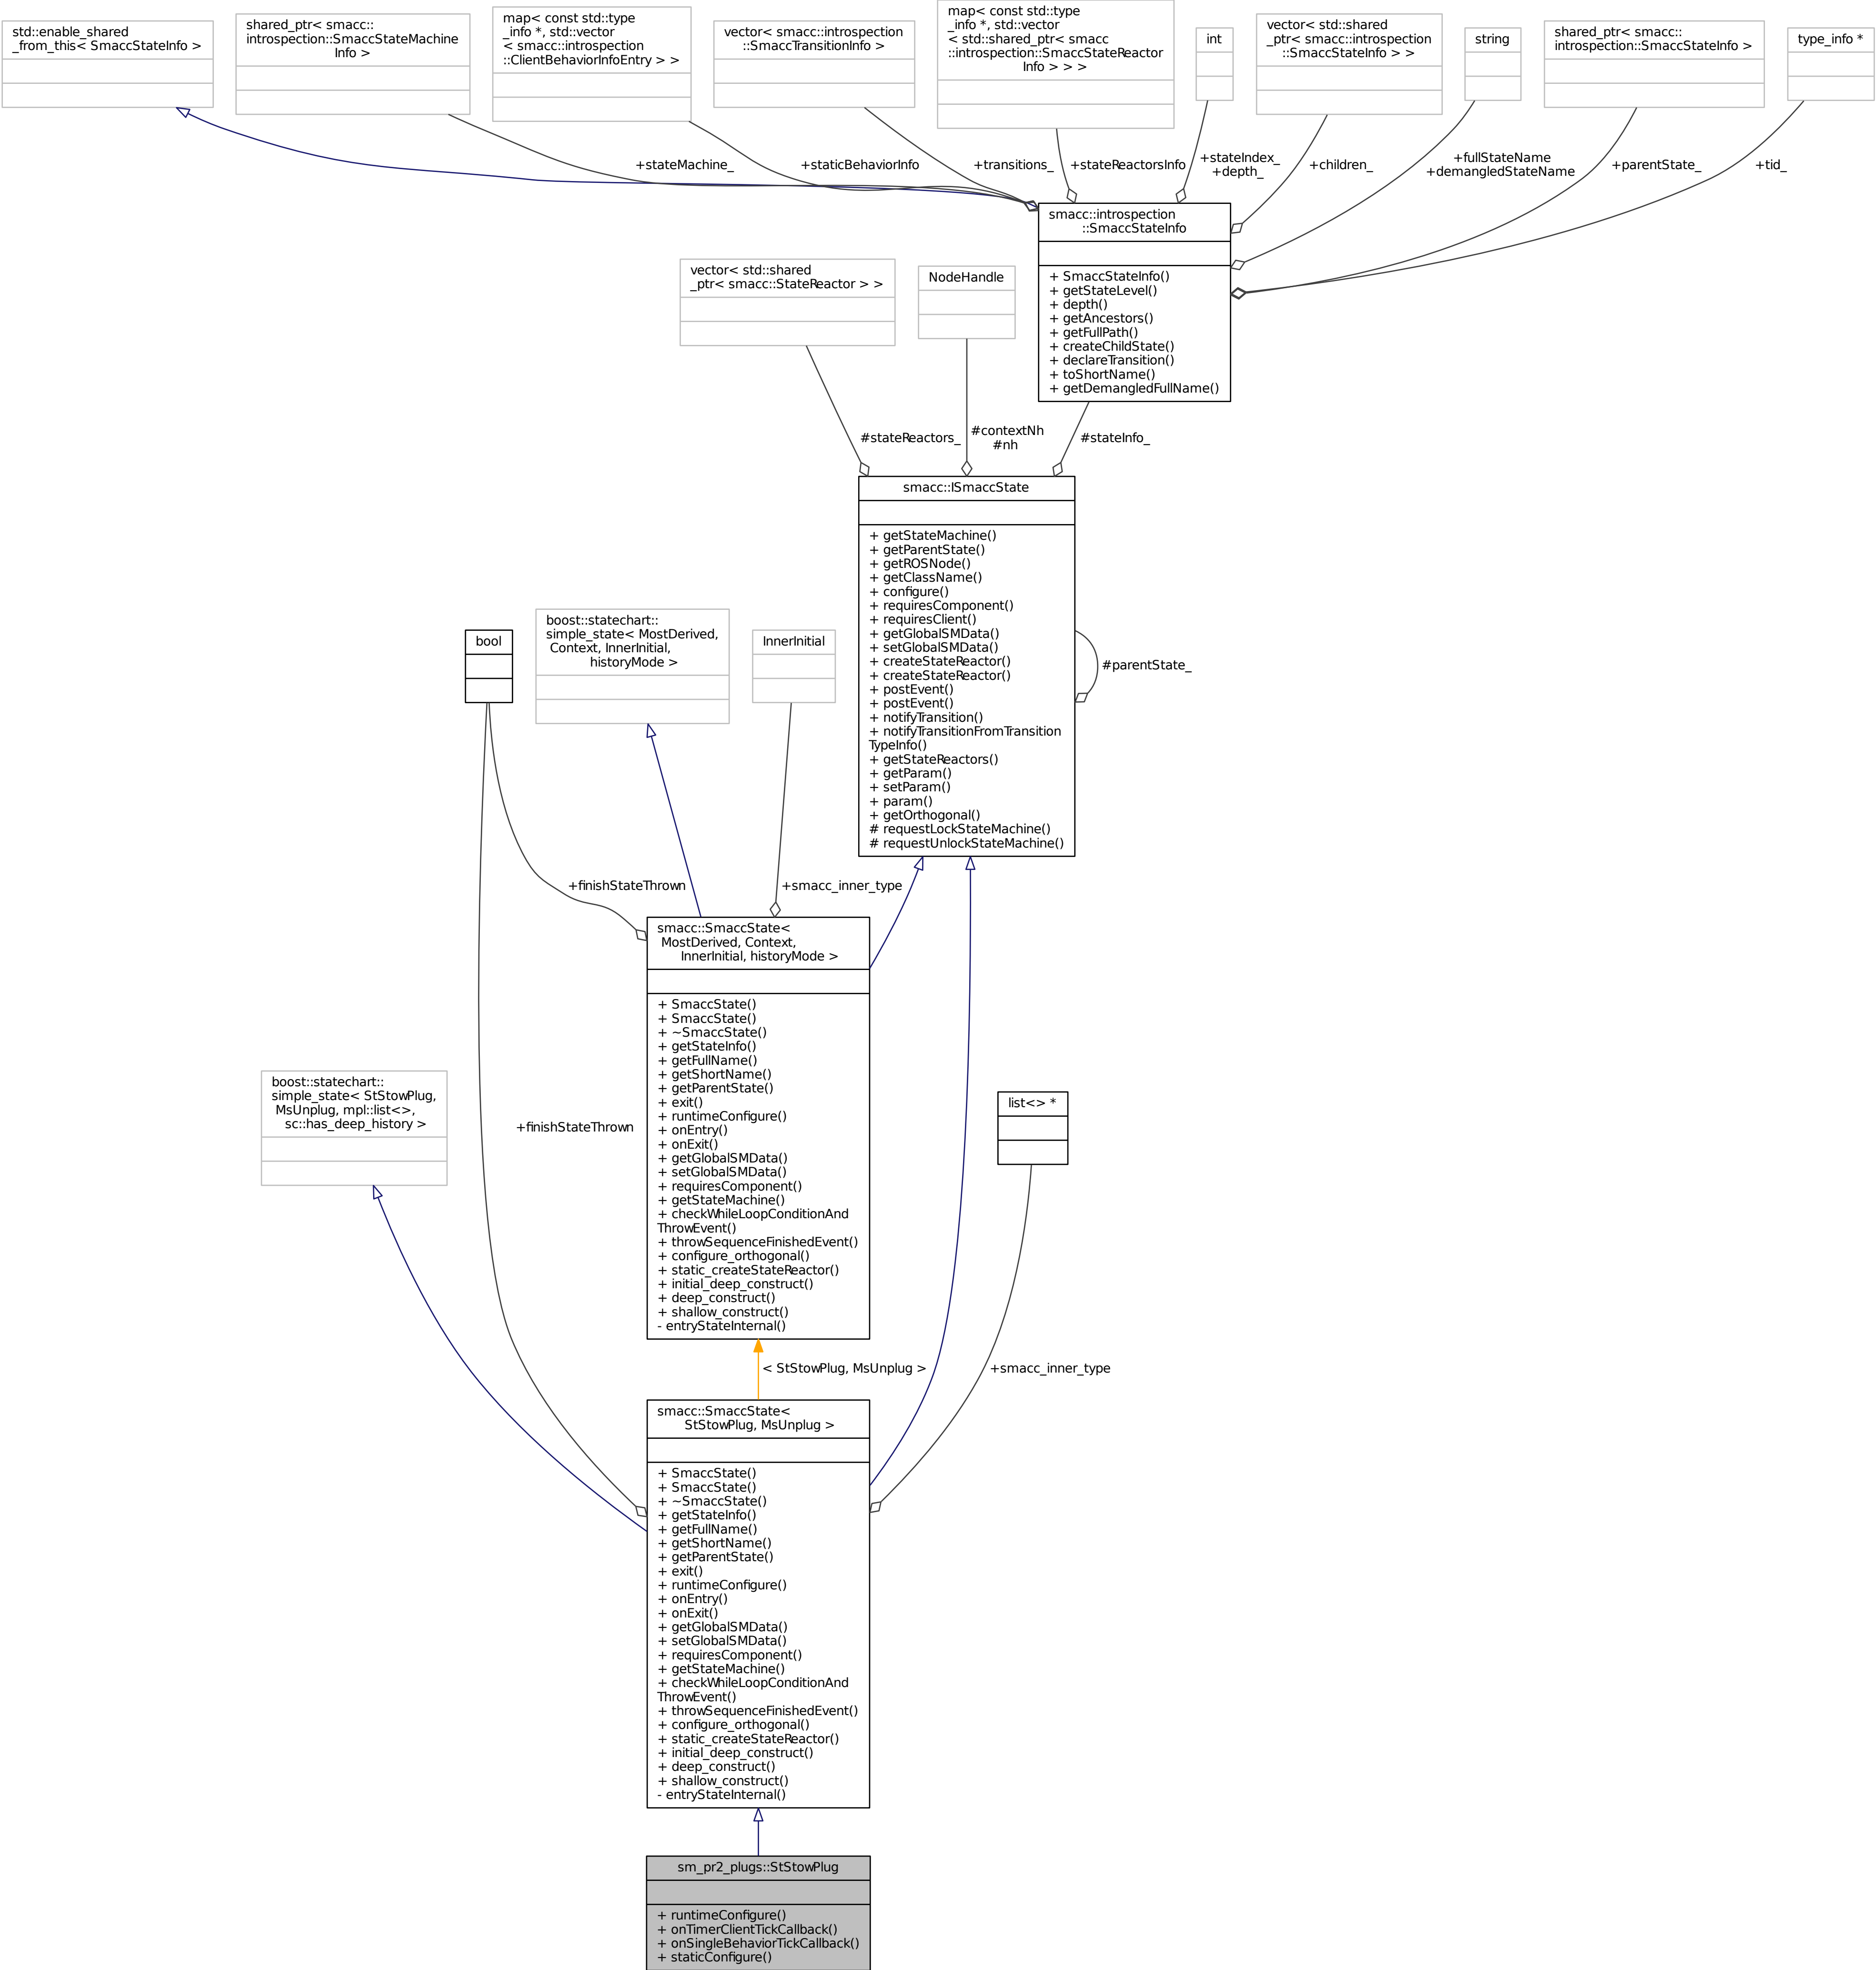 std::enable_shared
_from_this< SmaccStateInfo >
shared_ptr< smacc::
introspection::SmaccStateMachine
Info >
map< const std::type
_info *, std::vector
< smacc::introspection
::ClientBehaviorInfoEntry > >
vector< smacc::introspection
::SmaccTransitionInfo >
map< const std::type
_info *, std::vector
< std::shared_ptr< smacc
::introspection::SmaccStateReactor
Info > > >
int
vector< std::shared
_ptr< smacc::introspection
::SmaccStateInfo > >
string
shared_ptr< smacc::
introspection::SmaccStateInfo >
type_info *
+stateMachine_
+staticBehaviorInfo
+transitions_
+stateReactorsInfo
+stateIndex_
+depth_
+children_
+fullStateName
+demangledStateName
+parentState_
+tid_
smacc::introspection
::SmaccStateInfo
+ SmaccStateInfo()
+ getStateLevel()
+ depth()
+ getAncestors()
+ getFullPath()
+ createChildState()
+ declareTransition()
+ toShortName()
+ getDemangledFullName()
vector< std::shared
_ptr< smacc::StateReactor > >
NodeHandle
#stateReactors_
#contextNh
#nh
#stateInfo_
smacc::ISmaccState
+ getStateMachine()
+ getParentState()
+ getROSNode()
+ getClassName()
+ configure()
+ requiresComponent()
+ requiresClient()
+ getGlobalSMData()
+ setGlobalSMData()
+ createStateReactor()
+ createStateReactor()
+ postEvent()
+ postEvent()
+ notifyTransition()
+ notifyTransitionFromTransition
TypeInfo()
+ getStateReactors()
+ getParam()
+ setParam()
+ param()
+ getOrthogonal()
# requestLockStateMachine()
# requestUnlockStateMachine()
#parentState_
bool
boost::statechart::
simple_state< MostDerived,
Context, InnerInitial,
historyMode >
InnerInitial
+finishStateThrown
+smacc_inner_type
smacc::SmaccState<
MostDerived, Context,
InnerInitial, historyMode >
+ SmaccState()
+ SmaccState()
+ ~SmaccState()
+ getStateInfo()
+ getFullName()
+ getShortName()
+ getParentState()
+ exit()
+ runtimeConfigure()
+ onEntry()
+ onExit()
+ getGlobalSMData()
+ setGlobalSMData()
+ requiresComponent()
+ getStateMachine()
+ checkWhileLoopConditionAnd
ThrowEvent()
+ throwSequenceFinishedEvent()
+ configure_orthogonal()
+ static_createStateReactor()
+ initial_deep_construct()
+ deep_construct()
+ shallow_construct()
- entryStateInternal()
boost::statechart::
simple_state< StStowPlug,
MsUnplug, mpl::list<>,
sc::has_deep_history >
+finishStateThrown
list<> *
< StStowPlug, MsUnplug >
+smacc_inner_type
smacc::SmaccState<
StStowPlug, MsUnplug >
+ SmaccState()
+ SmaccState()
+ ~SmaccState()
+ getStateInfo()
+ getFullName()
+ getShortName()
+ getParentState()
+ exit()
+ runtimeConfigure()
+ onEntry()
+ onExit()
+ getGlobalSMData()
+ setGlobalSMData()
+ requiresComponent()
+ getStateMachine()
+ checkWhileLoopConditionAnd
ThrowEvent()
+ throwSequenceFinishedEvent()
+ configure_orthogonal()
+ static_createStateReactor()
+ initial_deep_construct()
+ deep_construct()
+ shallow_construct()
- entryStateInternal()
sm_pr2_plugs::StStowPlug
+ runtimeConfigure()
+ onTimerClientTickCallback()
+ onSingleBehaviorTickCallback()
+ staticConfigure()